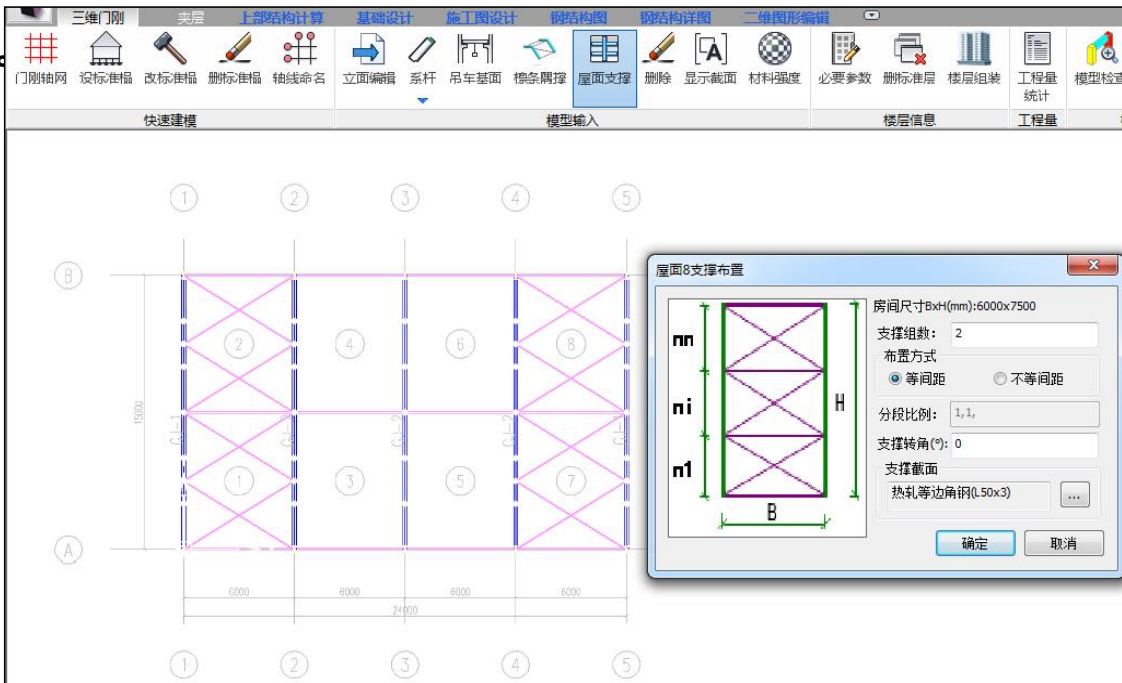 三维门刚 夹层 上部结构计算 基础设计 施工图设计 钢结构图 钢结构详图 二维图形编辑
门刚轴网 设标准榀 改标准榀 删标准榀 轴线命名 立面编辑 系杆 吊车基面 檩条隅撑 屋面支撑 删除 显示截面 材料强度 必要参数 删标准层 楼层组装 工程量 模型检查
统计
快速建模 模型输入 楼层信息 工程量
1 2 3 4 5
B
屋面8支撑布置
房间尺寸BxH(mm):6000x7500
支撑组数: 2
布置方式
等间距 不等间距
分段比例: 1,1,
支撑转角(°): 0
支撑截面
热轧等边角钢(L50x3) ...
确定 取消
nn
ni
H
n1
B
2 4 6 8
15000
GJ-1 GJ-2 GJ-2 GJ-2 GJ-1
1 3 5 7
A
6000 6000 6000 6000
24000
1 2 3 4 5